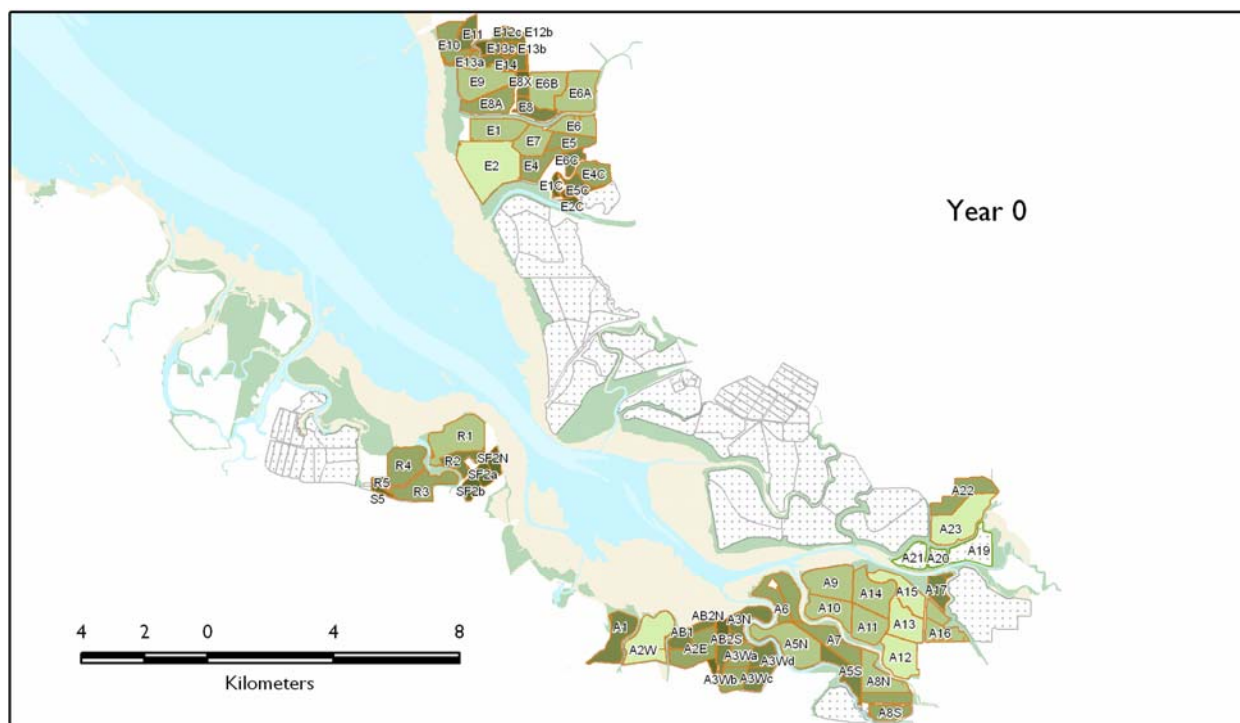 E11
E12c E12b
E10
E13c E13b
E13a
E14
E9
E8X
E6B
E6A
E8A
E8
E1
E6
E7
E5
E6C
E2
E4
E4C
E1C
E5C
E2C
Year 0
R1
R4
R2
SF2N
SF2a
R5
R3
SF2b
S5
A22
A23
A19
A21
A20
A9
A14
A15
A17
A6
A10
AB2N
A3N
A1
AB1
AB2S
A11
A13
A16
A5N
A7
A2W
A2E
A3Wa
A3Wd
A12
A5S
A3Wb
A3Wc
A8N
A8S
4 2 0 4 8
Kilometers